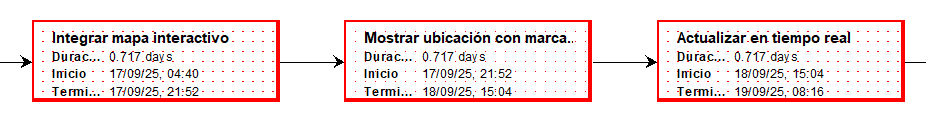 Integrar mapa interactivo
Durac... 0.717 days
Inicio 17/09/25, 04:40
Termi... 17/09/25, 21:52
Mostrar ubicación con marca..
Durac... 0.717 days
Inicio 17/09/25, 21:52
Termi... 18/09/25, 15:04
Actualizar en tiempo real
Durac... 0.717 days
Inicio 18/09/25, 15:04
Termi... 19/09/25, 08:16